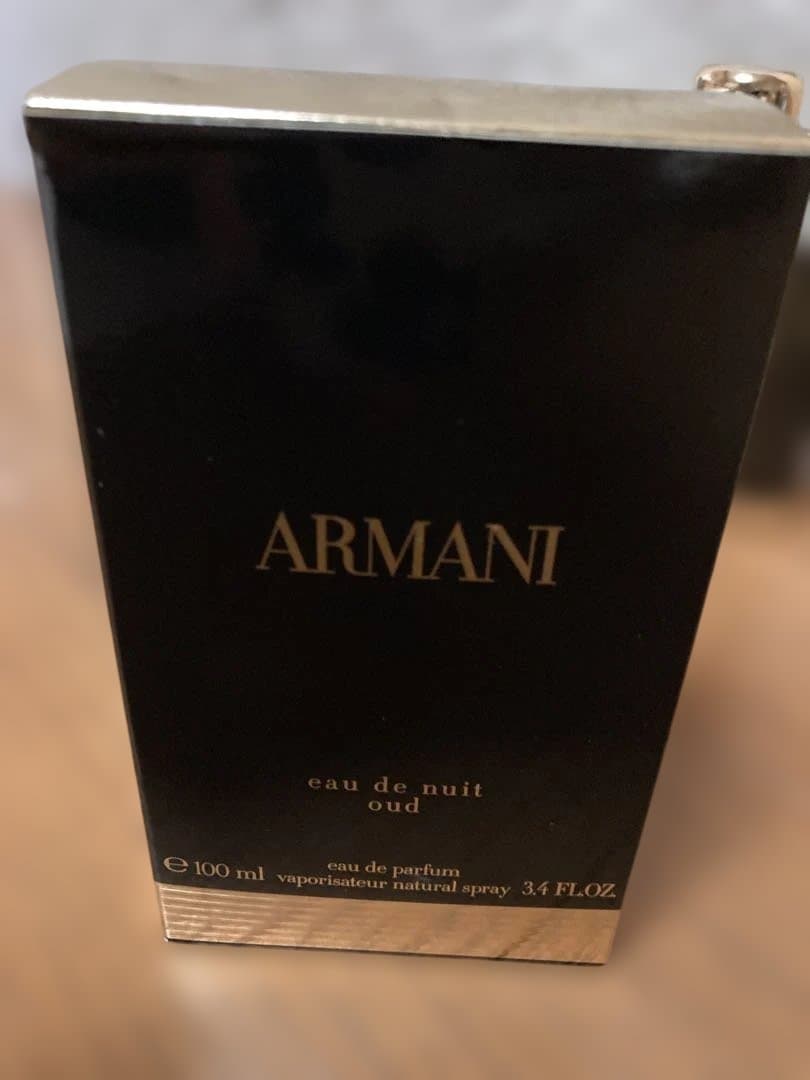 ARMANI
eau de nuit
oud
eau de parfum
℮ 100 ml vaporisateur natural spray 3.4 FL.OZ.